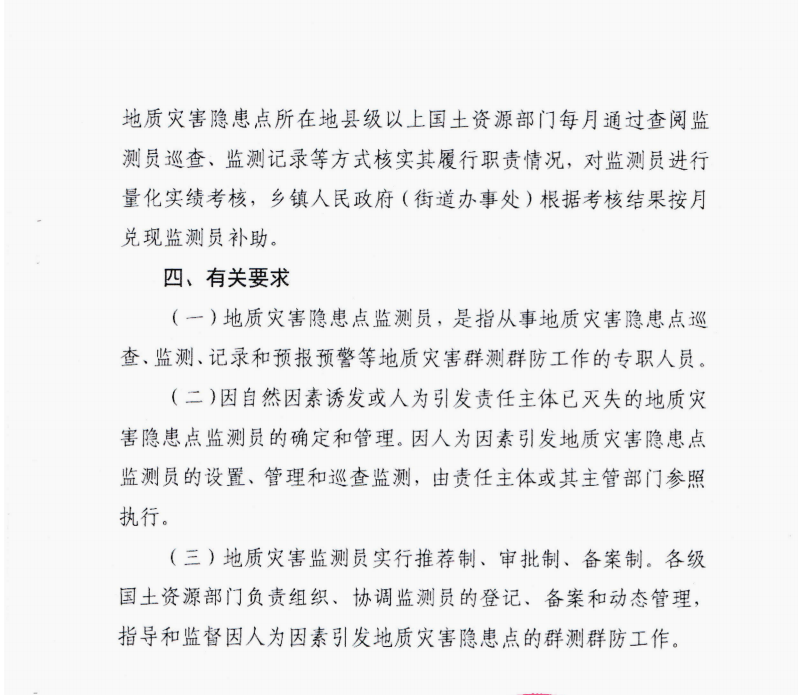 地质灾害隐患点所在地县级以上国土资源部门每月通过查阅监
测员巡查、监测记录等方式核实其履行职责情况，对监测员进行
量化实绩考核，乡镇人民政府（街道办事处）根据考核结果按月
兑现监测员补助。
四、有关要求
（一）地质灾害隐患点监测员，是指从事地质灾害隐患点巡
查、监测、记录和预报预警等地质灾害群测群防工作的专职人员。
（二）因自然因素诱发或人为引发责任主体已灭失的地质灾
害隐患点监测员的确定和管理。因人为因素引发地质灾害隐患点
监测员的设置、管理和巡查监测，由责任主体或其主管部门参照
执行。
（三）地质灾害监测员实行推荐制、审批制、备案制。各级
国土资源部门负责组织、协调监测员的登记、备案和动态管理，
指导和监督因人为因素引发地质灾害隐患点的群测群防工作。